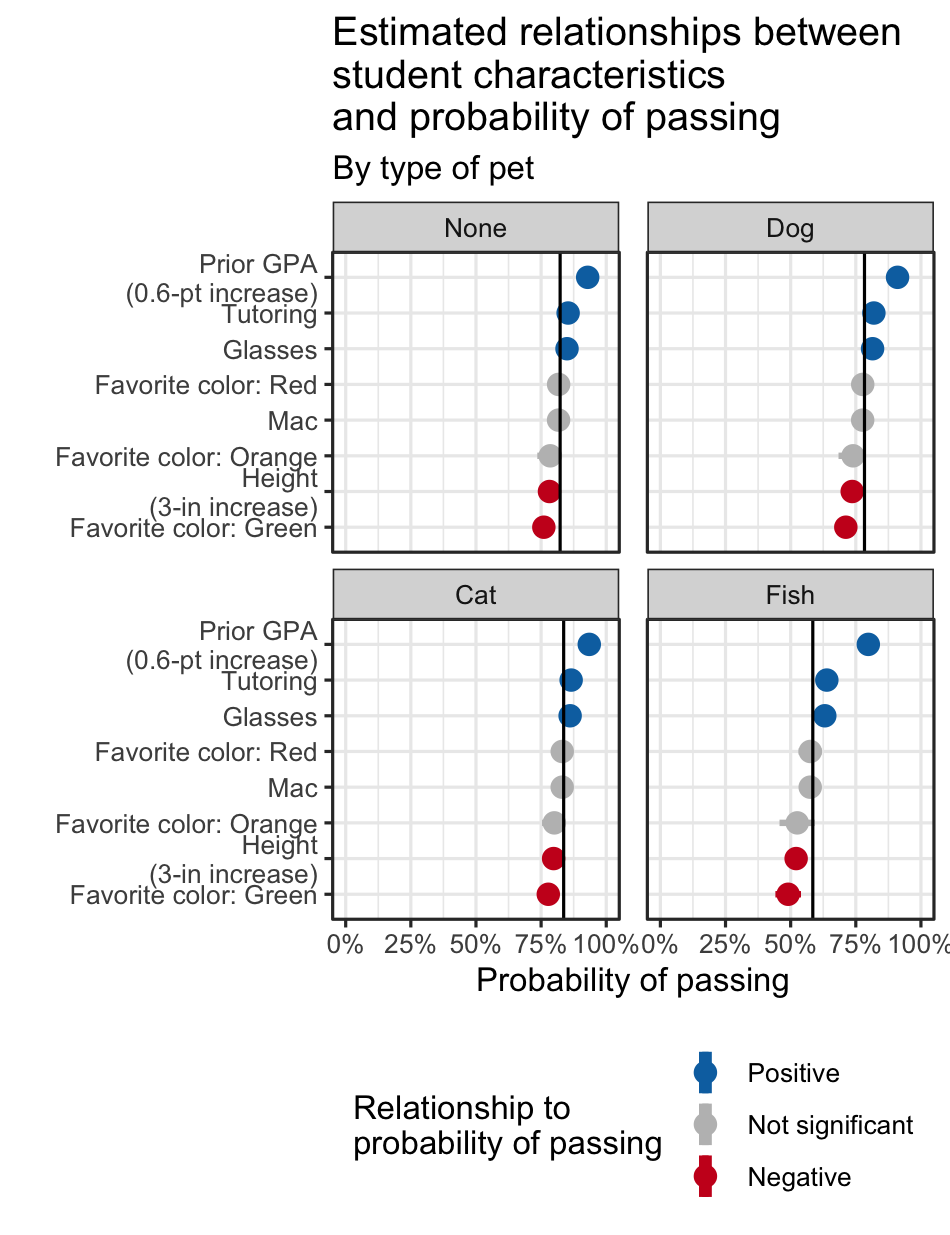 Estimated relationships between
student characteristics
and probability of passing
By type of pet
None
Dog
Prior GPA
(0.6-pt increase)
Tutoring
Glasses
Favorite color: Red
Mac
Favorite color: Orange
Height
(3-in increase)
Favorite color: Green
Cat
Fish
Prior GPA
(0.6-pt increase)
Tutoring
Glasses
Favorite color: Red
Mac
Favorite color: Orange
Height
(3-in increase)
Favorite color: Green
0% 25% 50% 75% 100% 0% 25% 50% 75% 100%
Probability of passing
Relationship to
probability of passing
Positive
Not significant
Negative